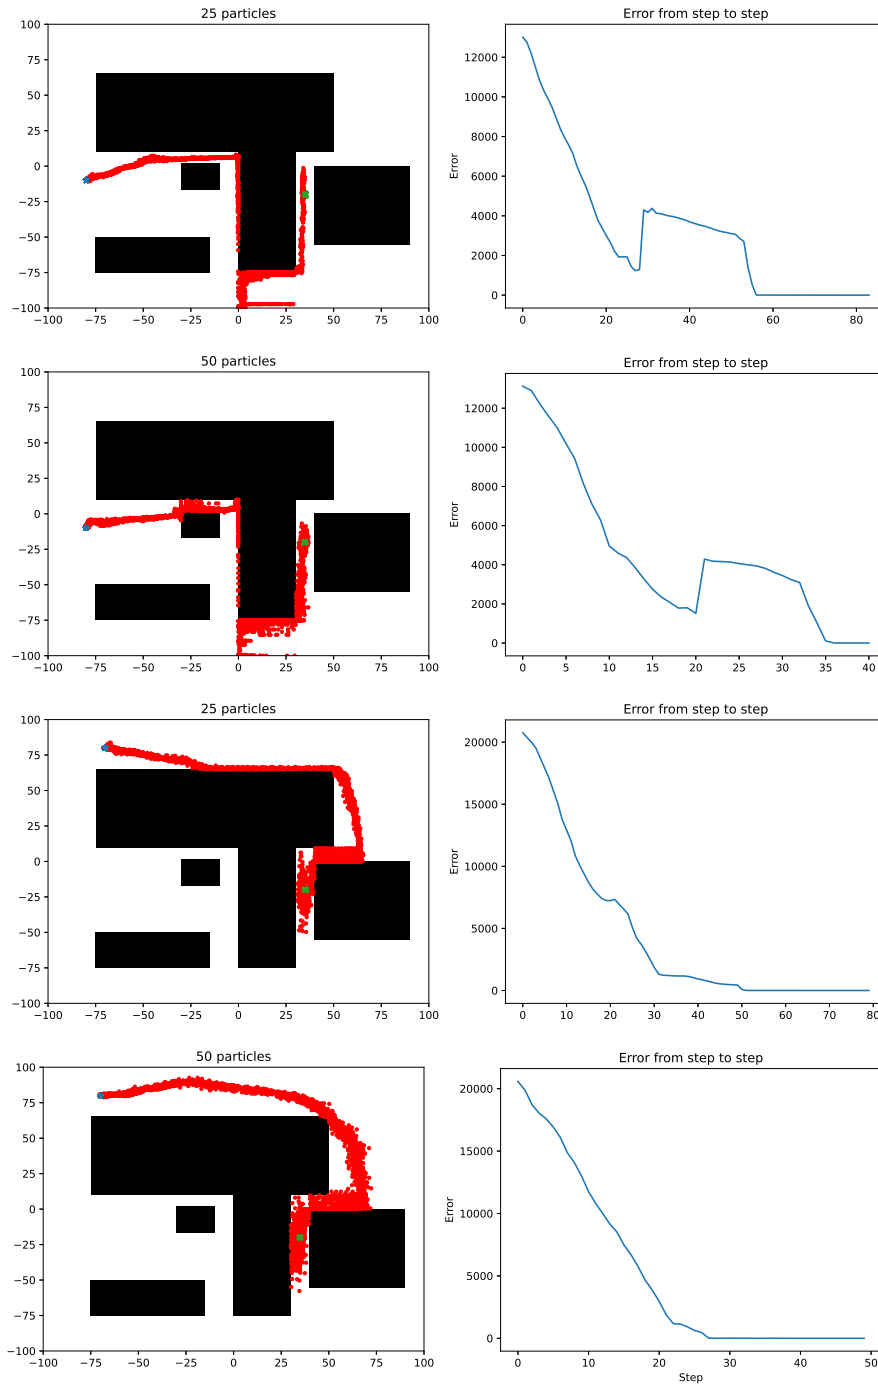 25 particles
Error from step to step
100
75
50
25
0
−25
−50
−75
−100
−100 −75 −50 −25 0 25 50 75 100
Error
12000
10000
8000
6000
4000
2000
0
0 20 40 60 80
50 particles
Error from step to step
100
75
50
25
0
−25
−50
−75
−100
−100 −75 −50 −25 0 25 50 75 100
Error
12000
10000
8000
6000
4000
2000
0
0 5 10 15 20 25 30 35 40
25 particles
Error from step to step
100
75
50
25
0
−25
−50
−75
−100
−100 −75 −50 −25 0 25 50 75 100
Error
20000
15000
10000
5000
0
0 10 20 30 40 50 60 70 80
50 particles
Error from step to step
100
75
50
25
0
−25
−50
−75
−100
−100 −75 −50 −25 0 25 50 75 100
Error
20000
15000
10000
5000
0
0 10 20 30 40 50
Step